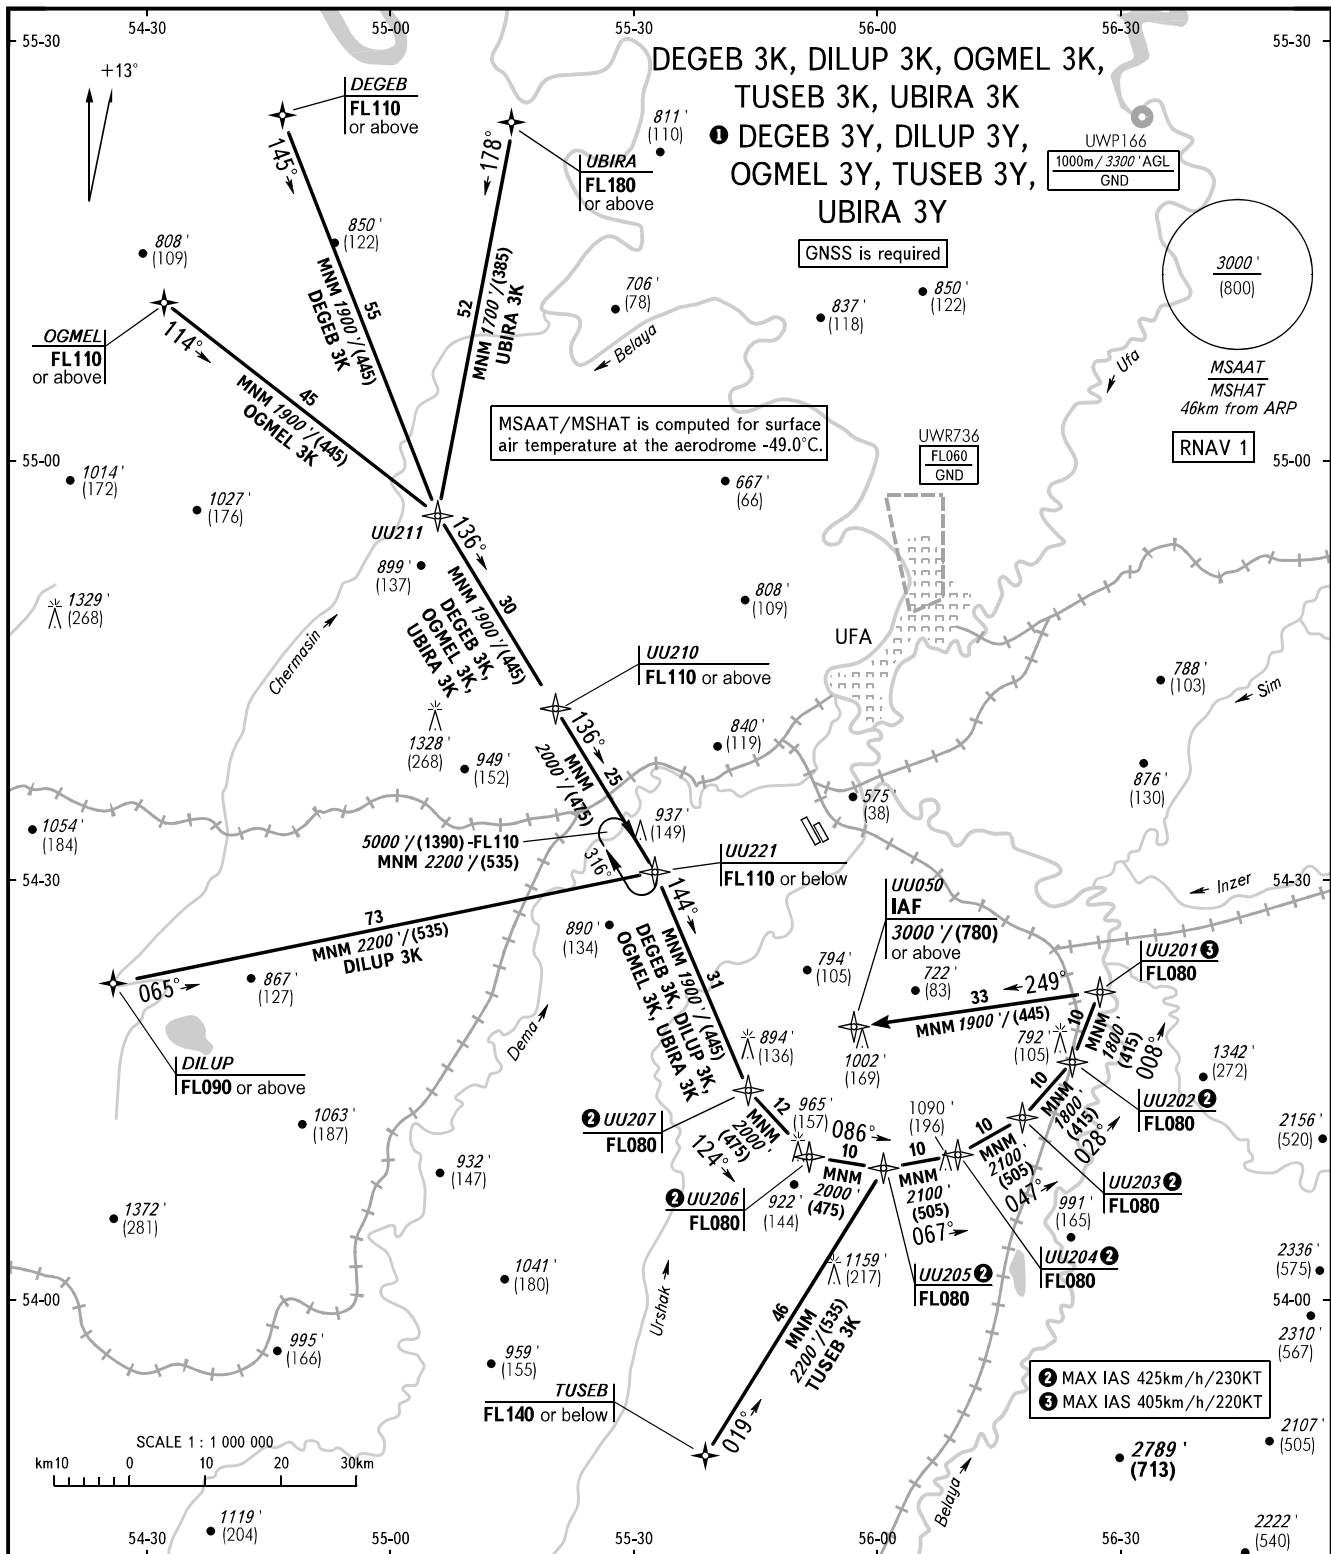 54-30
55-00
55-30
56-00
56-30
55-30
55-30
+13°
DEGEB 3K, DILUP 3K, OGMEL 3K,
TUSEB 3K, UBIRA 3K
❶ DEGEB 3Y, DILUP 3Y,
OGMEL 3Y, TUSEB 3Y,
UBIRA 3Y
GNSS is required
DEGEB
FL110
or above
145°
UBIRA
FL180
or above
178°
811'
(110)
UWP166
1000m/3300'AGL
GND
3000'
(800)
MSAAT
MSHAT
46km from ARP
RNAV 1
808'
(109)
850'
(122)
706'
(78)
837'
(118)
850'
(122)
OGMEL
FL110
or above
114°
45
MNM 1900'/(445)
OGMEL 3K
55
MNM 1900'/(445)
DEGEB 3K
52
MNM 1700'/(385)
UBIRA 3K
Belaya
Ufa
MSAAT/MSHAT is computed for surface
air temperature at the aerodrome -49.0°C.
UWR736
FL060
GND
55-00
55-00
1014'
(172)
1027'
(176)
667'
(66)
UU211
136°
899'
(137)
1329'
(268)
808'
(109)
UFA
Chermasin
30
MNM 1900'/(445)
DEGEB 3K,
OGMEL 3K,
UBIRA 3K
UU210
FL110 or above
788'
(103)
Sim
136°
25
MNM
2000'/(475)
1328'
(268)
949'
(152)
840'
(119)
876'
(130)
575'
(38)
1054'
(184)
937'
(149)
5000'/(1390)-FL110
MNM 2200'/(535)
316°
UU221
FL110 or below
54-30
54-30
Inzer
144°
UU050
IAF
3000'/(780)
or above
73
MNM 2200'/(535)
DILUP 3K
065°
867'
(127)
890'
(134)
31
MNM 1900'/(445)
DEGEB 3K, DILUP 3K,
OGMEL 3K, UBIRA 3K
794'
(105)
722'
(83)
249°
33
MNM 1900'/(445)
UU201 ❸
FL080
10
MNM
1800'
(415)
008°
Dema
DILUP
FL090 or above
894'
(136)
1002'
(169)
792'
(105)
1342'
(272)
UU202 ❷
FL080
10
MNM
1800'
(415)
028°
1063'
(187)
❷ UU207
FL080
12
MNM
2000'
(475)
124°
965'
(157)
086°
1090'
(196)
2156'
(520)
932'
(147)
10
MNM
2000'
(475)
10
MNM
2100'
(505)
067°
10
MNM
2100'
(505)
047°
UU203 ❷
FL080
❷ UU206
FL080
922'
(144)
991'
(165)
1372'
(281)
UU204 ❷
FL080
UU205 ❷
FL080
1159'
(217)
2336'
(575)
1041'
(180)
Urshak
54-00
54-00
46
MNM
2200'/(535)
TUSEB 3K
2310'
(567)
995'
(166)
959'
(155)
❷ MAX IAS 425km/h/230KT
❸ MAX IAS 405km/h/220KT
TUSEB
FL140 or below
019°
2107'
(505)
2789'
(713)
SCALE 1 : 1 000 000
km10
0
10
20
30km
Belaya
1119'
(204)
2222'
(540)
54-30
55-00
55-30
56-00
56-30